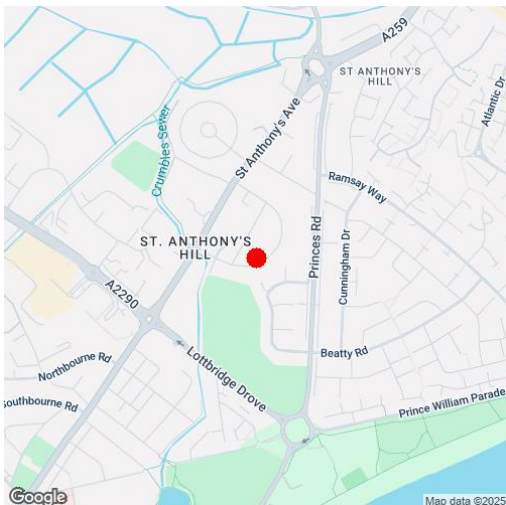 A259
ST ANTHONY'S
HILL
Atlantic Dr
Crumbles Sewer
St Anthony's Ave
Ramsay Way
Princes Rd
Cunningham Dr
ST. ANTHONY'S
HILL
A2290
Lottbridge Drove
Beatty Rd
Northbourne Rd
Southbourne Rd
Prince William Parade
Google
Map data ©2025